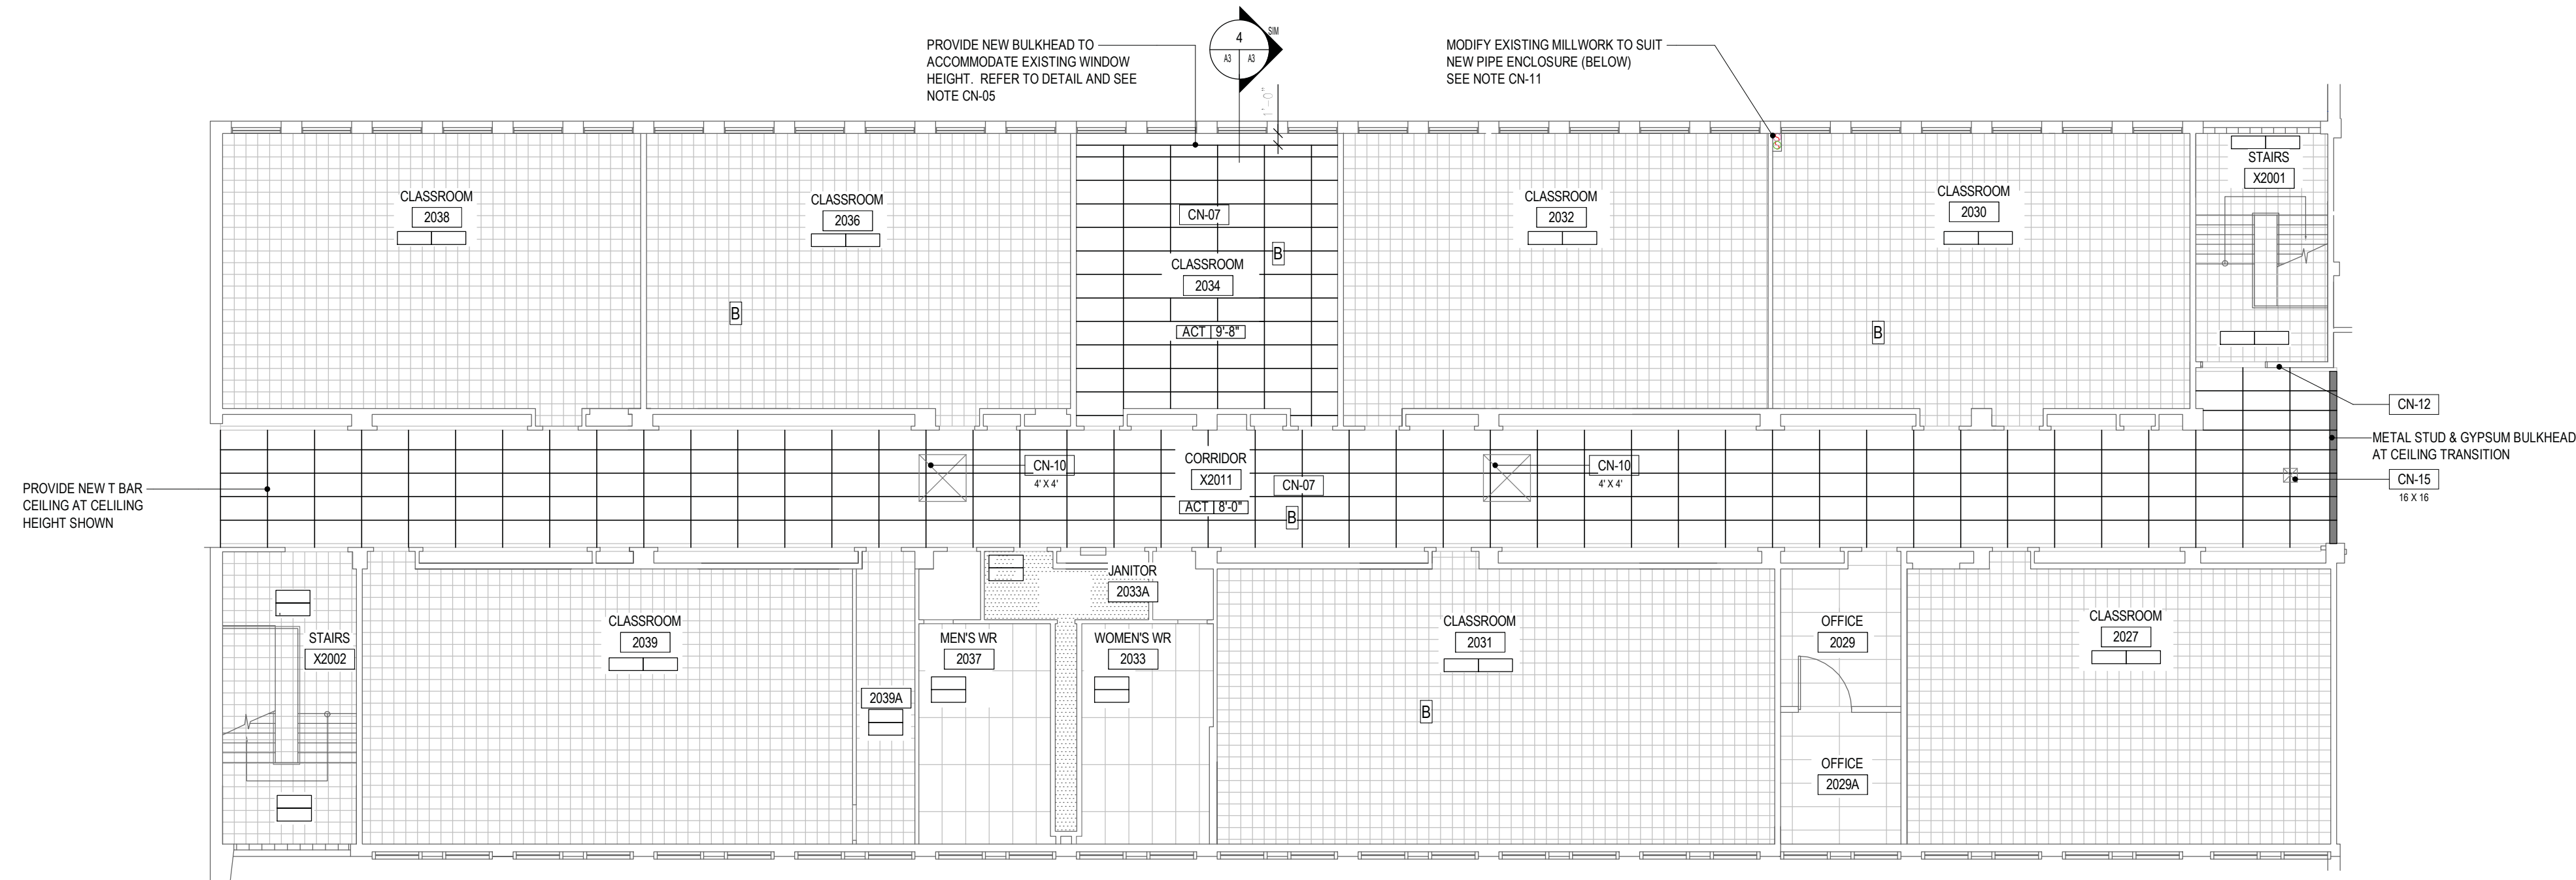 PROVIDE NEW BULKHEAD TO
ACCOMMODATE EXISTING WINDOW
HEIGHT.  REFER TO DETAIL AND SEE
NOTE CN-05
4
SIM
A3
A3
1'-0"
MODIFY EXISTING MILLWORK TO SUIT
NEW PIPE ENCLOSURE (BELOW)
SEE NOTE CN-11
CLASSROOM
2038
CLASSROOM
2036
B
CN-07
B
CLASSROOM
2034
ACT
9'-8"
CLASSROOM
2032
CLASSROOM
2030
B
STAIRS
X2001
CN-12
METAL STUD & GYPSUM BULKHEAD
AT CEILING TRANSITION
CN-15
16 X 16
PROVIDE NEW T BAR
CEILING AT CELILING
HEIGHT SHOWN
CN-10
4' X 4'
CORRIDOR
X2011
CN-07
ACT
8'-0"
B
CN-10
4' X 4'
STAIRS
X2002
CLASSROOM
2039
2039A
MEN'S WR
2037
JANITOR
2033A
WOMEN'S WR
2033
CLASSROOM
2031
B
OFFICE
2029
OFFICE
2029A
CLASSROOM
2027